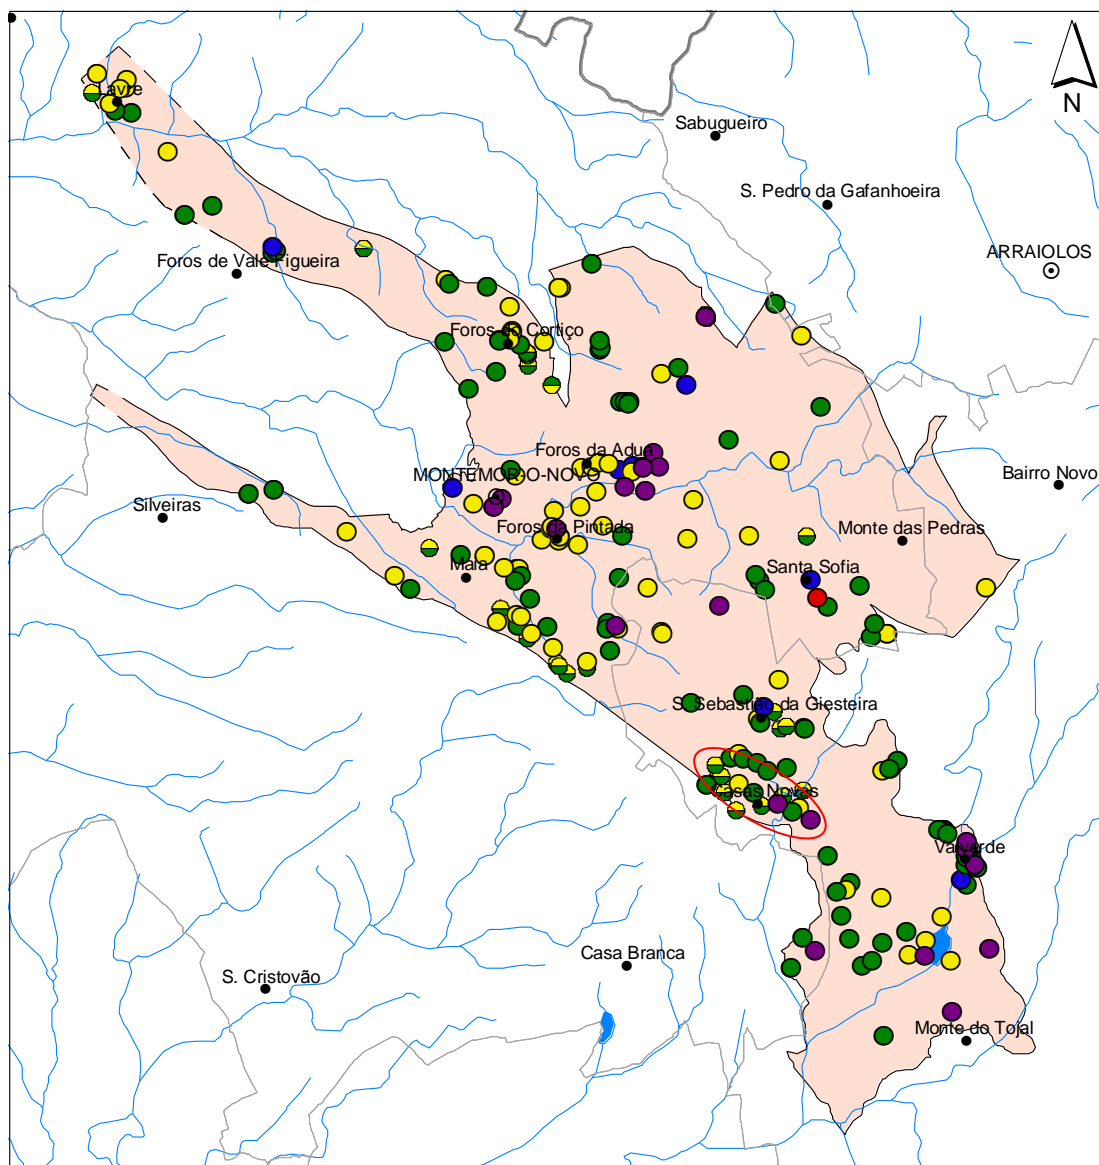 Lavre
N
Sabugueiro
S. Pedro da Gafanhoeira
ARRAIOLOS
Foros de Vale Figueira
Foros do Cortiço
Foros da Adua
Bairro Novo
MONTEMOR-O-NOVO
Silveiras
Foros da Pintada
Monte das Pedras
Maia
Santa Sofia
S. Sebastião da Giesteira
Casas Novas
Valverde
Casa Branca
S. Cristovão
Monte do Tojal